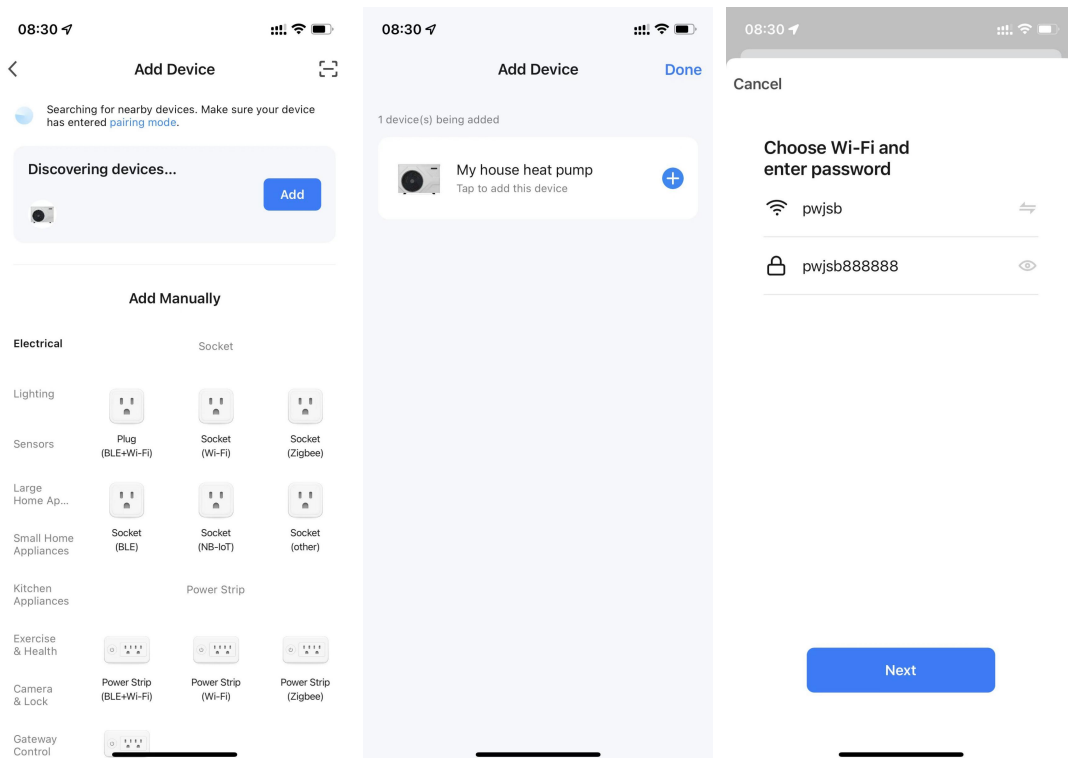 08:30
Add Device
Searching for nearby devices. Make sure your device
has entered pairing mode.
Discovering devices...
Add
Add Manually
Electrical
Socket
Lighting
Plug
(BLE+Wi-Fi)
Socket
(Wi-Fi)
Socket
(Zigbee)
Sensors
Large
Home Ap...
Socket
(BLE)
Socket
(NB-IoT)
Socket
(other)
Small Home
Appliances
Kitchen
Appliances
Power Strip
Exercise
& Health
Power Strip
(BLE+Wi-Fi)
Power Strip
(Wi-Fi)
Power Strip
(Zigbee)
Camera
& Lock
Gateway
Control
08:30
Add Device
Done
1 device(s) being added
My house heat pump
Tap to add this device
08:30
Cancel
Choose Wi-Fi and
enter password
pwjsb
pwjsb888888
Next